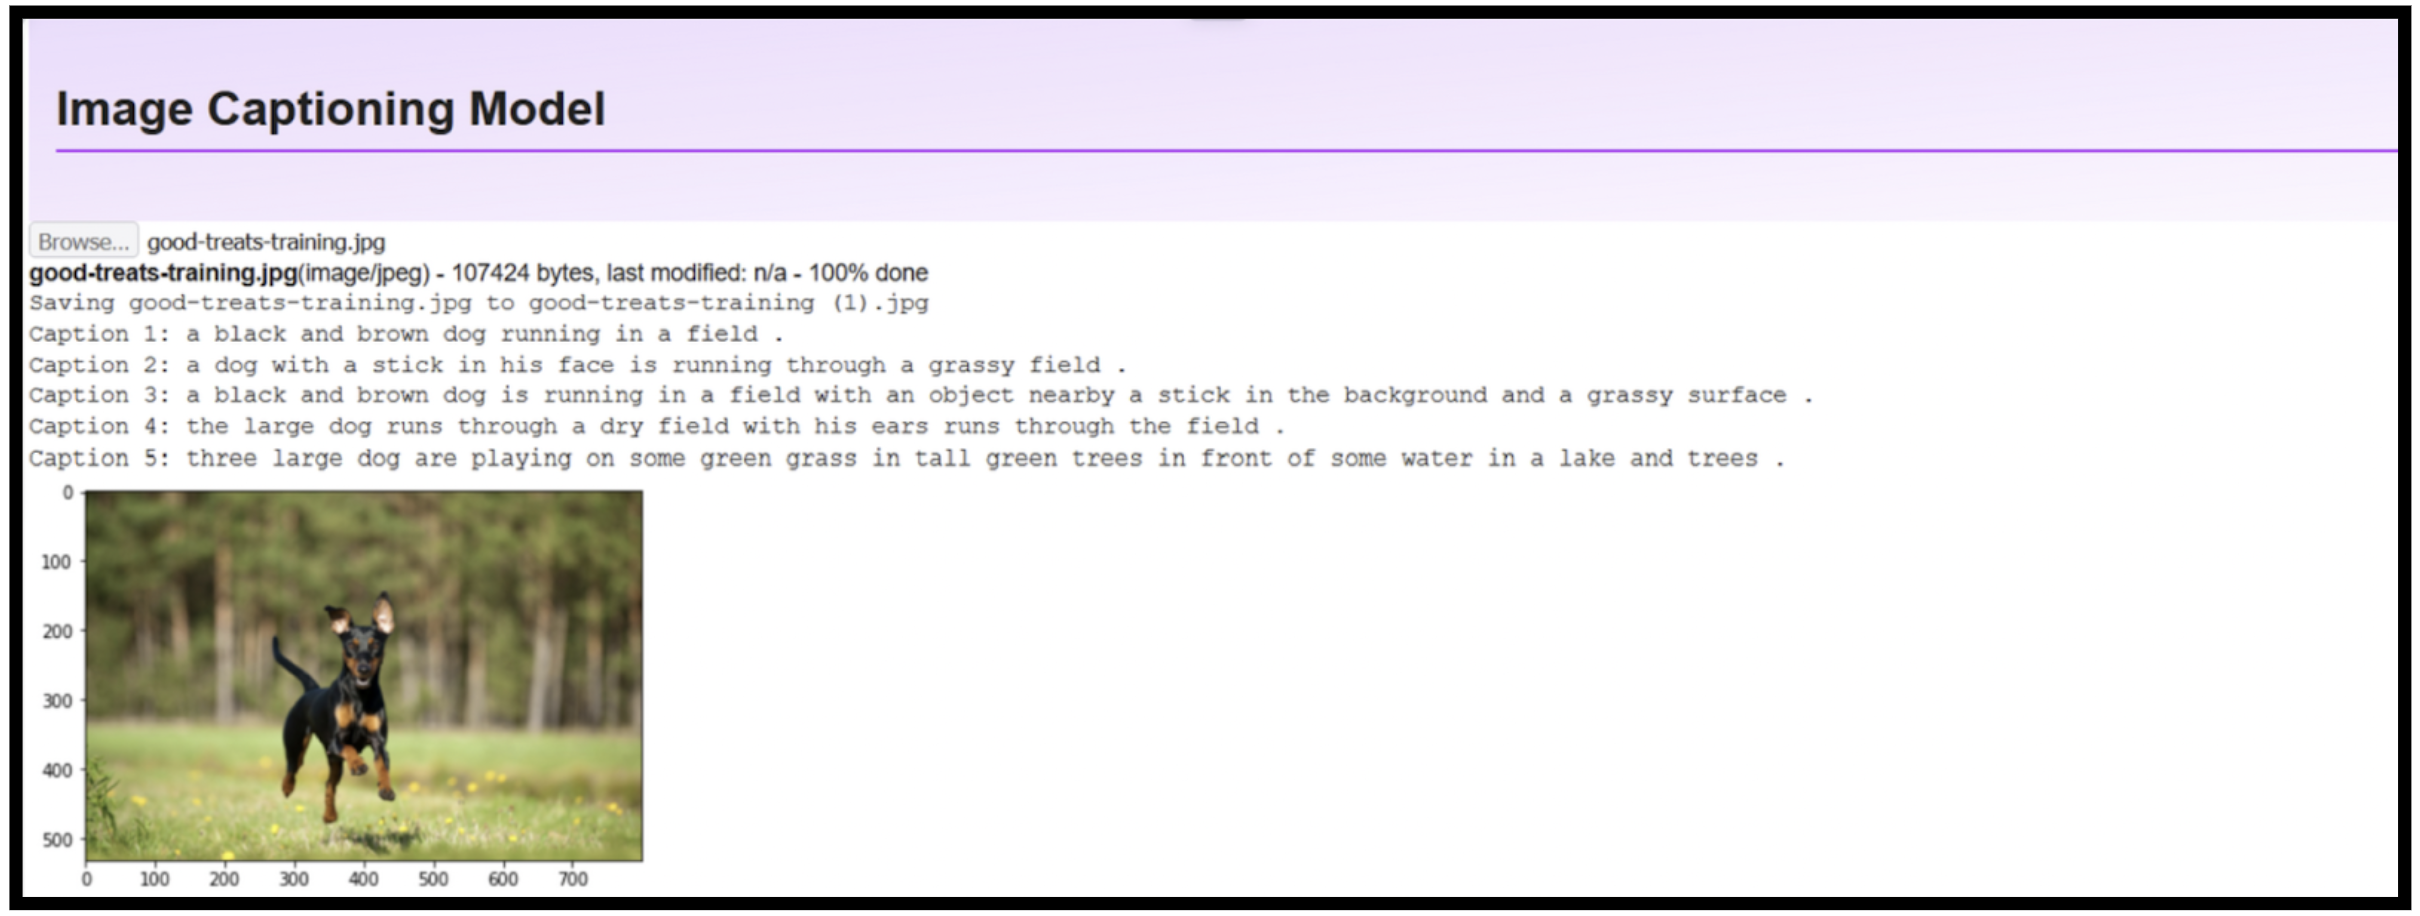 Image Captioning Model
Browse... good-treats-training.jpg
good-treats-training.jpg(image/jpeg) - 107424 bytes, last modified: n/a - 100% done
Saving good-treats-training.jpg to good-treats-training (1).jpg
Caption 1: a black and brown dog running in a field .
Caption 2: a dog with a stick in his face is running through a grassy field .
Caption 3: a black and brown dog is running in a field with an object nearby a stick in the background and a grassy surface .
Caption 4: the large dog runs through a dry field with his ears runs through the field .
Caption 5: three large dog are playing on some green grass in tall green trees in front of some water in a lake and trees .
0
100
200
300
400
500
0 100 200 300 400 500 600 700